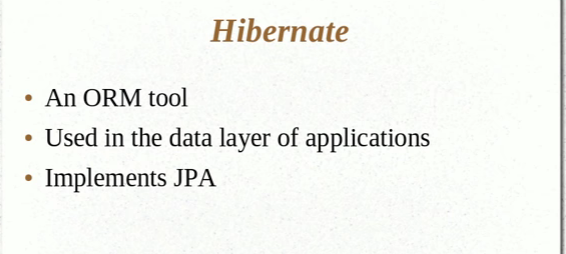 Hibernate
• An ORM tool
• Used in the data layer of applications
• Implements JPA